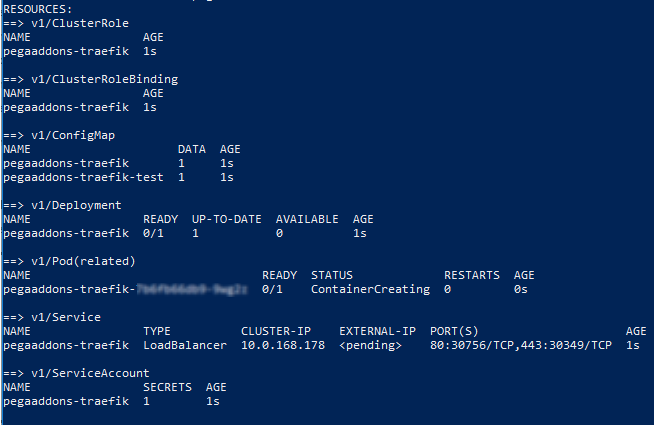 RESOURCES:
==> v1/ClusterRole
NAME AGE
pegaaddons-traefik 1s
==> v1/ClusterRoleBinding
NAME AGE
pegaaddons-traefik 1s
==> v1/ConfigMap
NAME DATA AGE
pegaaddons-traefik 1 1s
pegaaddons-traefik-test 1 1s
==> v1/Deployment
NAME READY UP-TO-DATE AVAILABLE AGE
pegaaddons-traefik 0/1 1 0 1s
==> v1/Pod(related)
NAME READY STATUS RESTARTS AGE
pegaaddons-traefik- 0/1 ContainerCreating 0 0s
==> v1/Service
NAME TYPE CLUSTER-IP EXTERNAL-IP PORT(S) AGE
pegaaddons-traefik LoadBalancer 10.0.168.178 <pending> 80:30756/TCP,443:30349/TCP 1s
==> v1/ServiceAccount
NAME SECRETS AGE
pegaaddons-traefik 1 1s